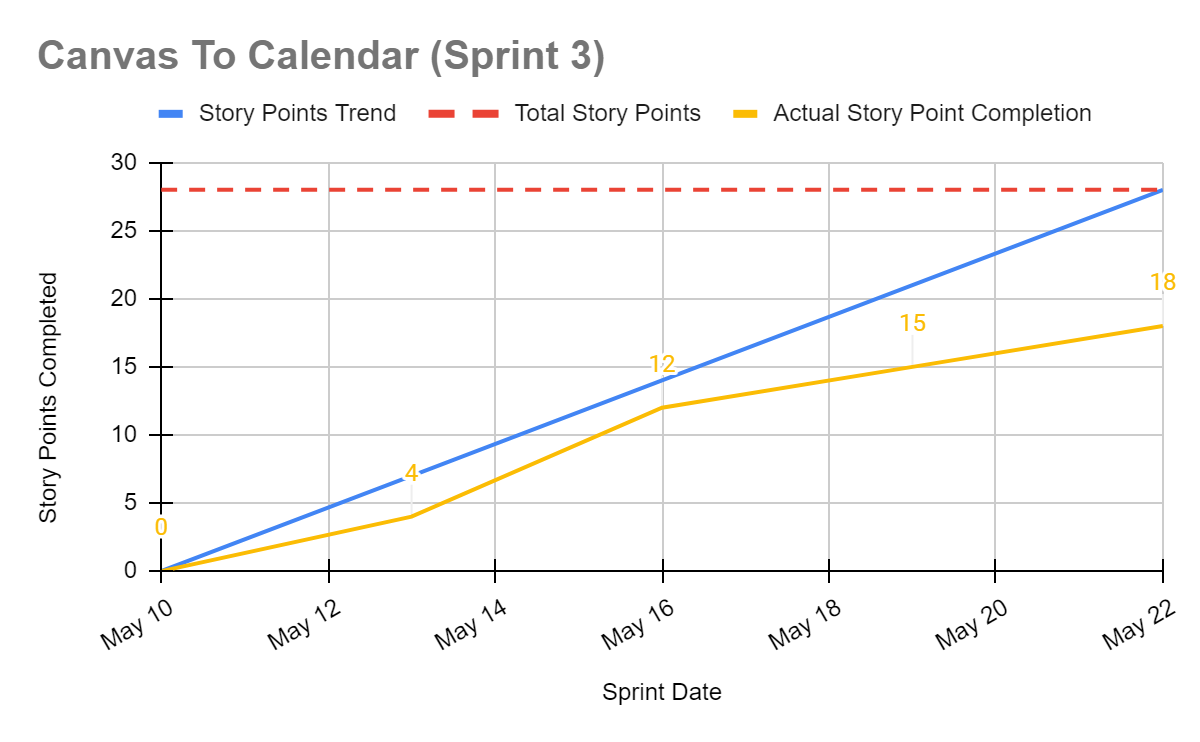 Canvas To Calendar (Sprint 3)
Story Points Trend
Total Story Points
Actual Story Point Completion
Story Points Completed
30
25
20
15
10
5
0
0
4
12
15
18
May 10
May 12
May 14
May 16
May 18
May 20
May 22
Sprint Date